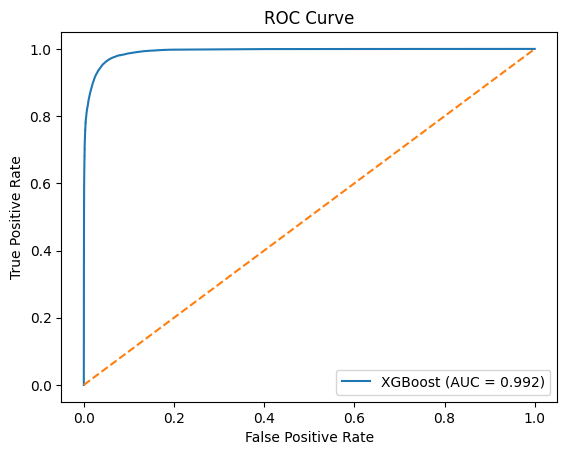 ROC Curve
True Positive Rate
1.0
0.8
0.6
0.4
0.2
0.0
XGBoost (AUC = 0.992)
0.0 0.2 0.4 0.6 0.8 1.0
False Positive Rate